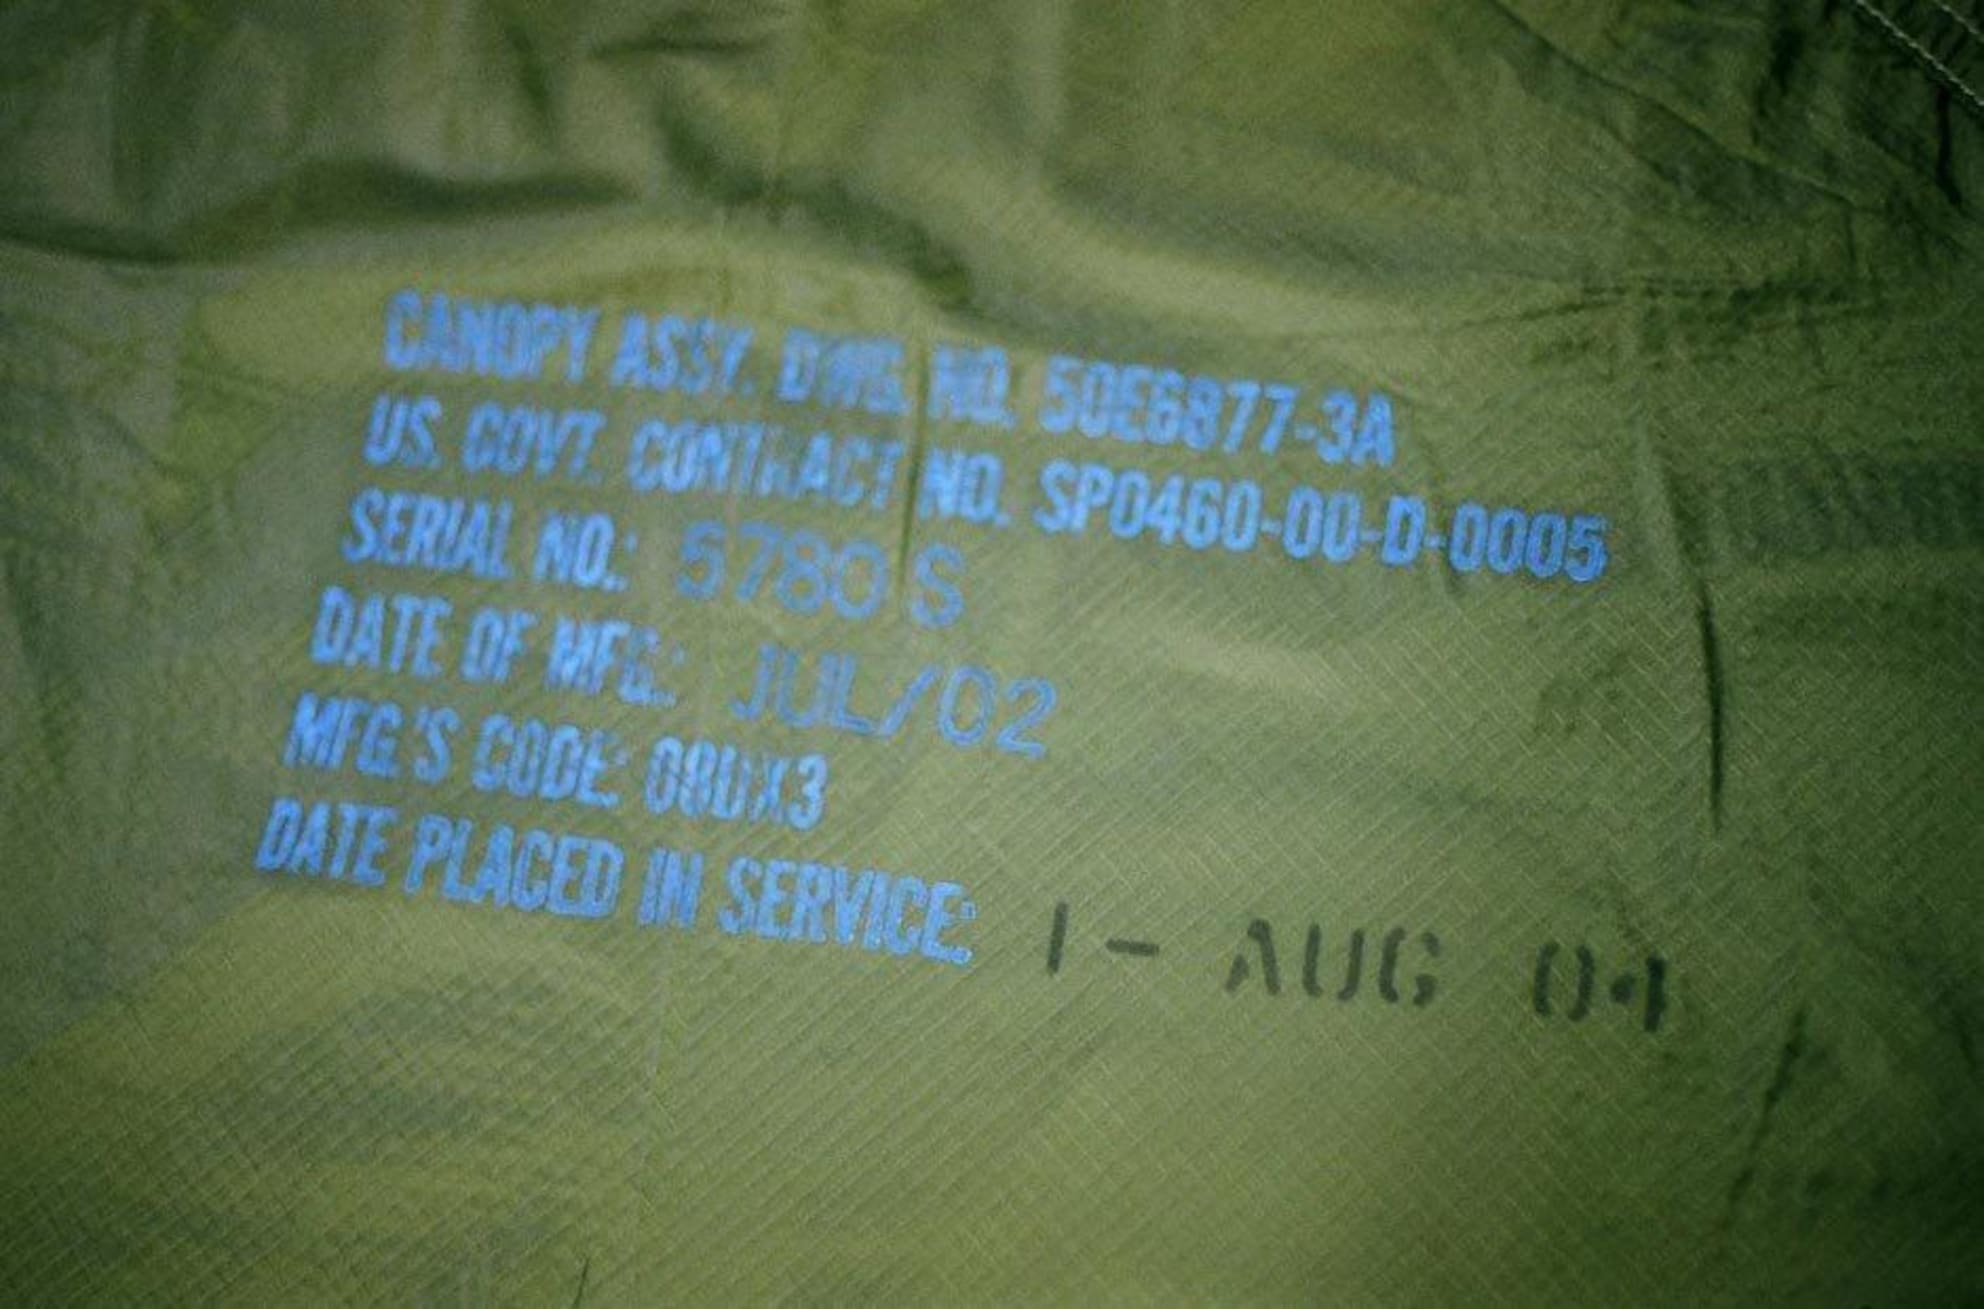 CANOPY ASSY. DWG. NO. 50E6877-3A
US. GOVT. CONTRACT NO. SP0460-00-D-0005
SERIAL NO.: 5780 S
DATE OF MFG.: JUL/02
MFG'S CODE: 08DX3
DATE PLACED IN SERVICE: 1 - AUG 04